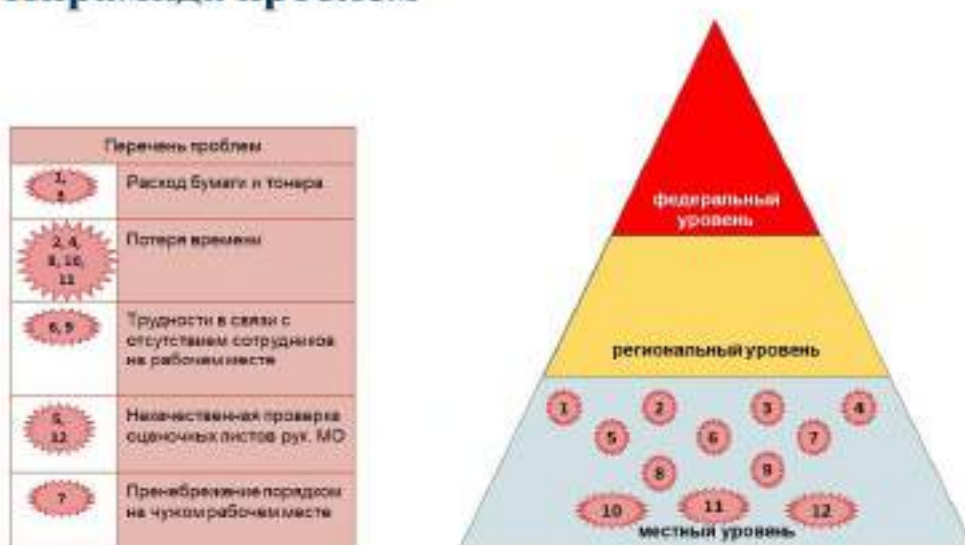 Перечень проблем
1,
Расход бумаги и тонера
2, 4,
8, 10,
11
Потеря времени
6, 9
Трудности в связи с
отсутствием сотрудников
на рабочем месте
5,
12
Некачественная проверка
оценочных листов рук. МО
7
Пренебрежение порядком
на чужом рабочем месте
федеральный
уровень
региональный уровень
1 2 3 4
5 6 7
8 9
10 11 12
местный уровень